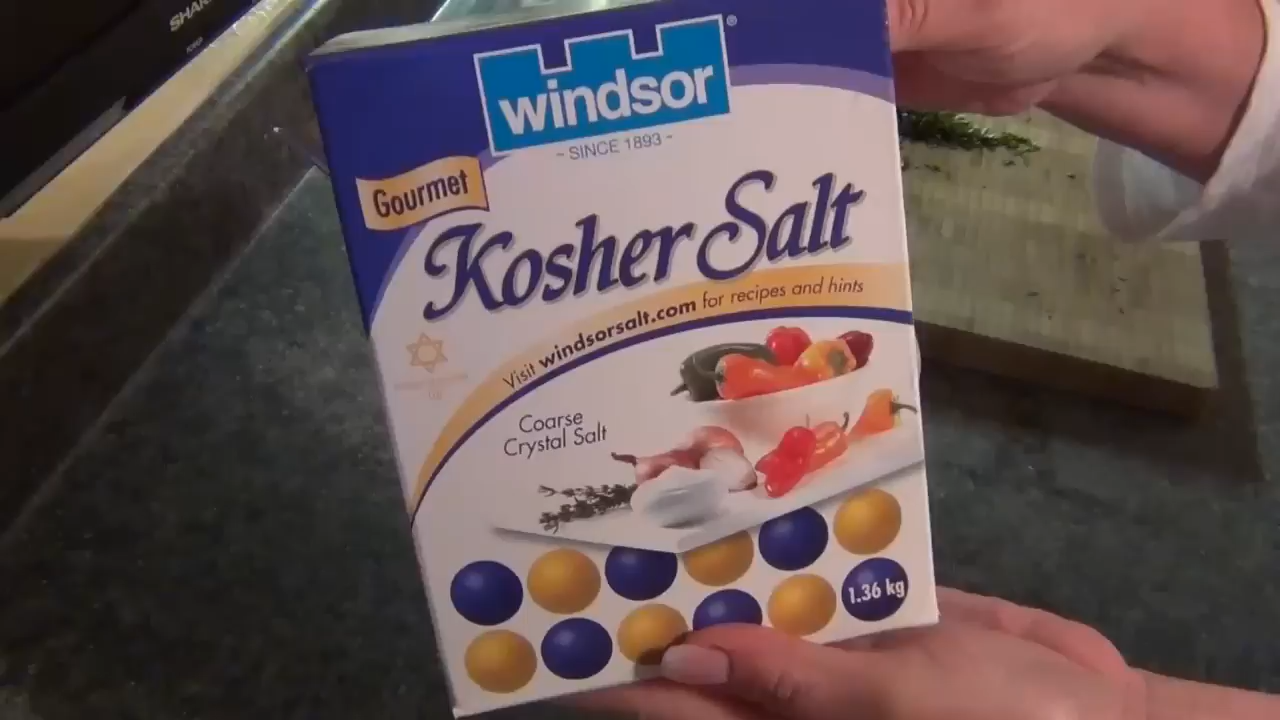 SHARP
windsor®
~ SINCE 1893 ~
Gourmet
Kosher Salt
Visit windsorsalt.com for recipes and hints
Coarse
Crystal Salt
1.36 kg